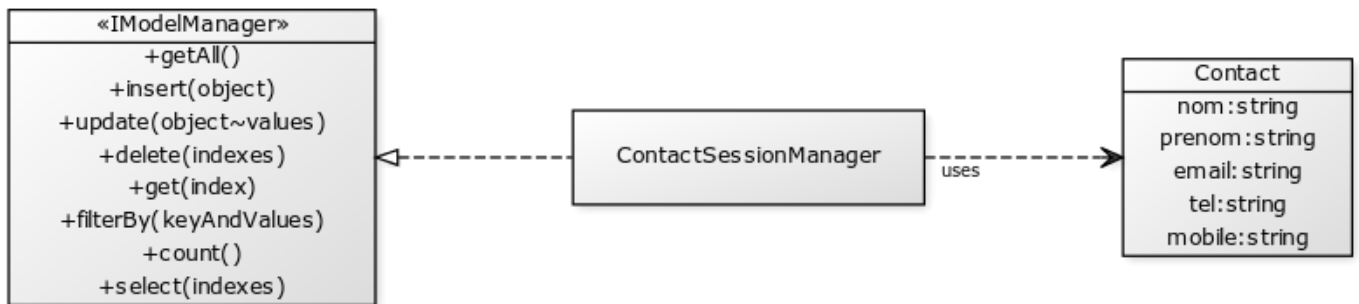 «IModelManager»
+getAll()
+insert(object)
+update(object~values)
+delete(indexes)
+get(index)
+filterBy(keyAndValues)
+count()
+select(indexes)
ContactSessionManager
uses
Contact
nom:string
prenom:string
email:string
tel:string
mobile:string